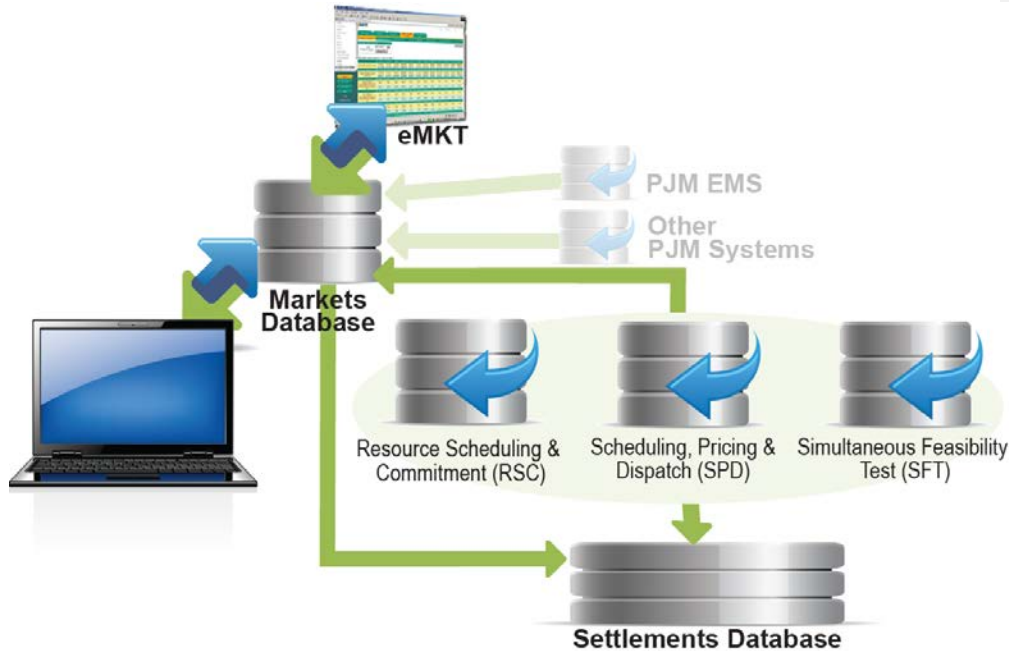 eMKT
PJM EMS
Other
PJM Systems
Markets
Database
Resource Scheduling &
Commitment (RSC)
Scheduling, Pricing &
Dispatch (SPD)
Simultaneous Feasibility
Test (SFT)
Settlements Database